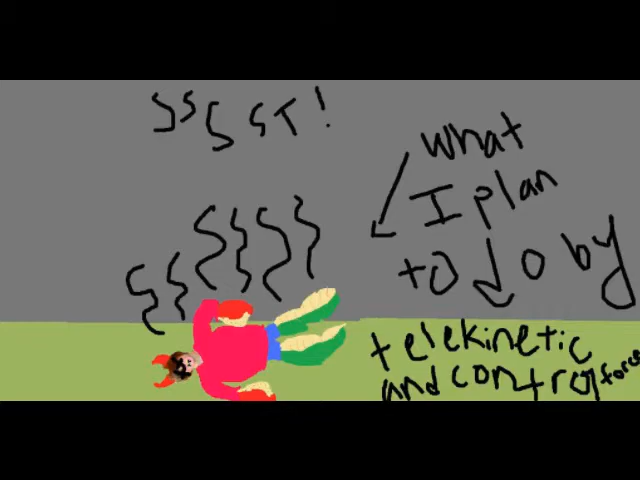 SSSST!
What
I plan
to do by
telekinetic
and control force